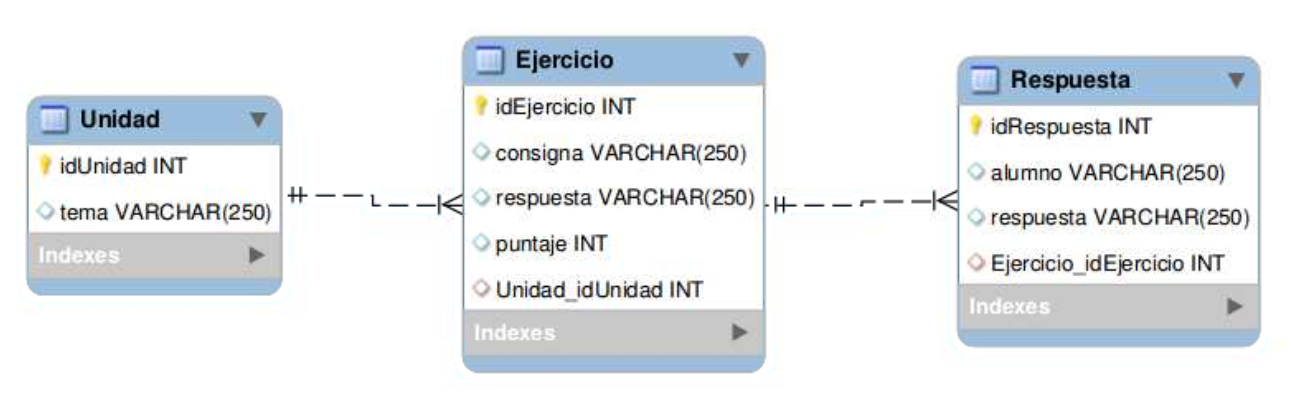 Unidad
idUnidad INT
tema VARCHAR(250)
Indexes
Ejercicio
idEjercicio INT
consigna VARCHAR(250)
respuesta VARCHAR(250)
puntaje INT
Unidad_idUnidad INT
Indexes
Respuesta
idRespuesta INT
alumno VARCHAR(250)
respuesta VARCHAR(250)
Ejercicio_idEjercicio INT
Indexes